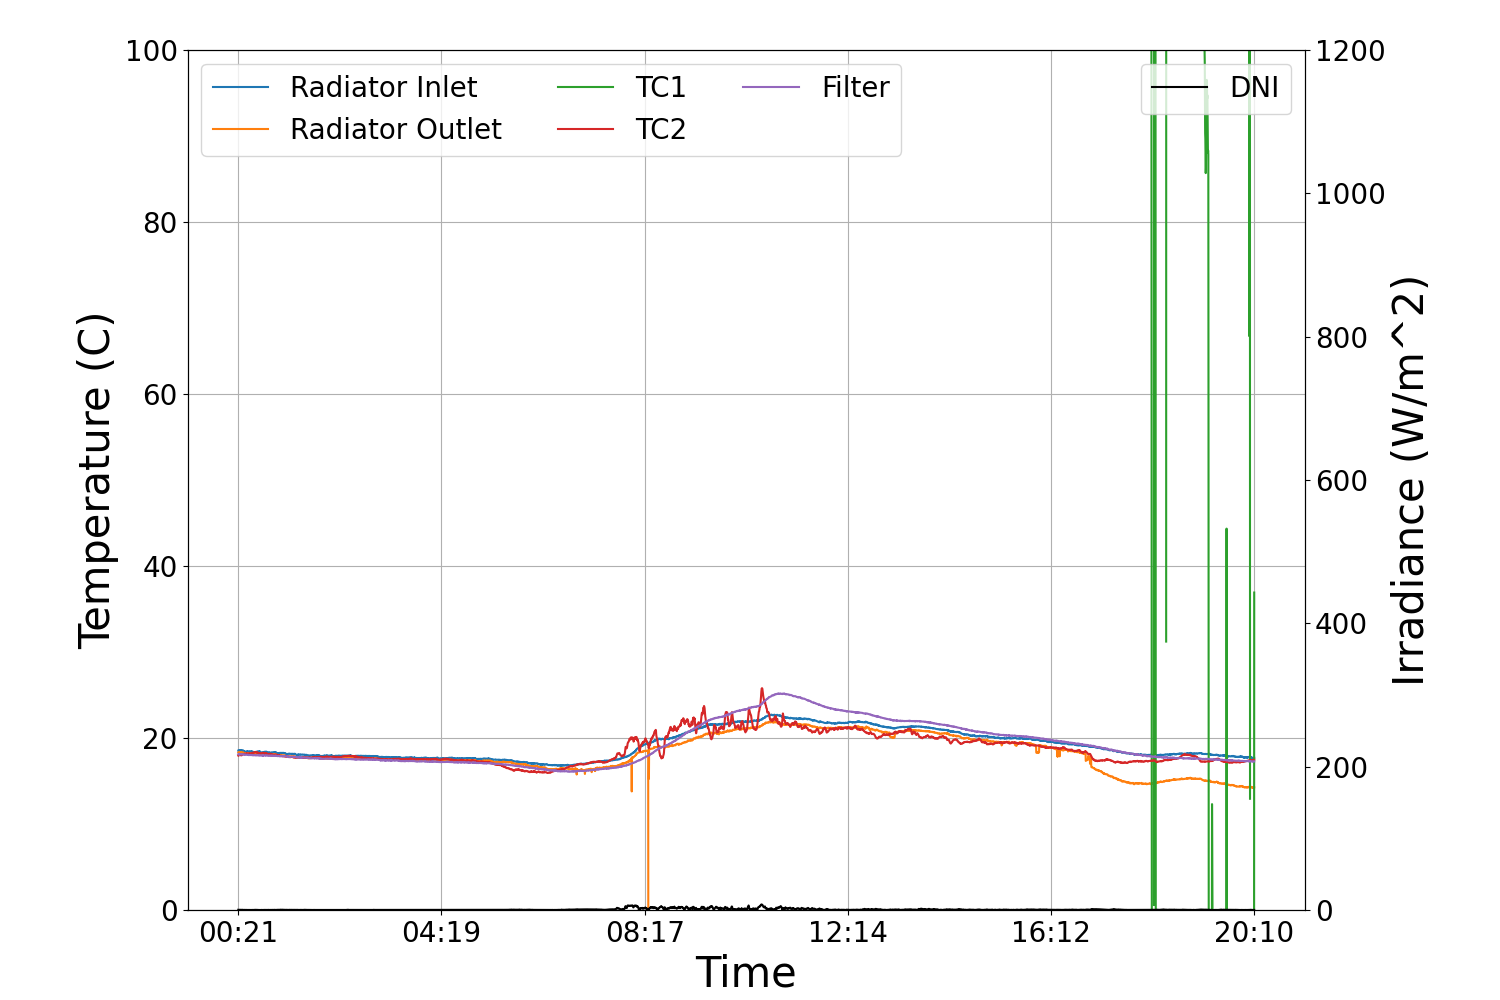 100
80
60
40
20
0
Temperature (C)
Radiator Inlet
Radiator Outlet
TC1
TC2
Filter
DNI
1200
1000
800
600
400
200
0
Irradiance (W/m^2)
00:21 04:19 08:17 12:14 16:12 20:10
Time